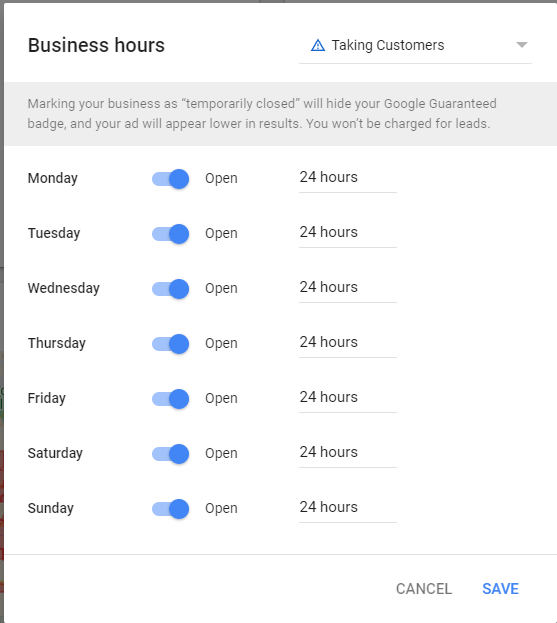 Business hours
Taking Customers
Marking your business as “temporarily closed” will hide your Google Guaranteed
badge, and your ad will appear lower in results. You won’t be charged for leads.
Monday Open 24 hours
Tuesday Open 24 hours
Wednesday Open 24 hours
Thursday Open 24 hours
Friday Open 24 hours
Saturday Open 24 hours
Sunday Open 24 hours
CANCEL SAVE